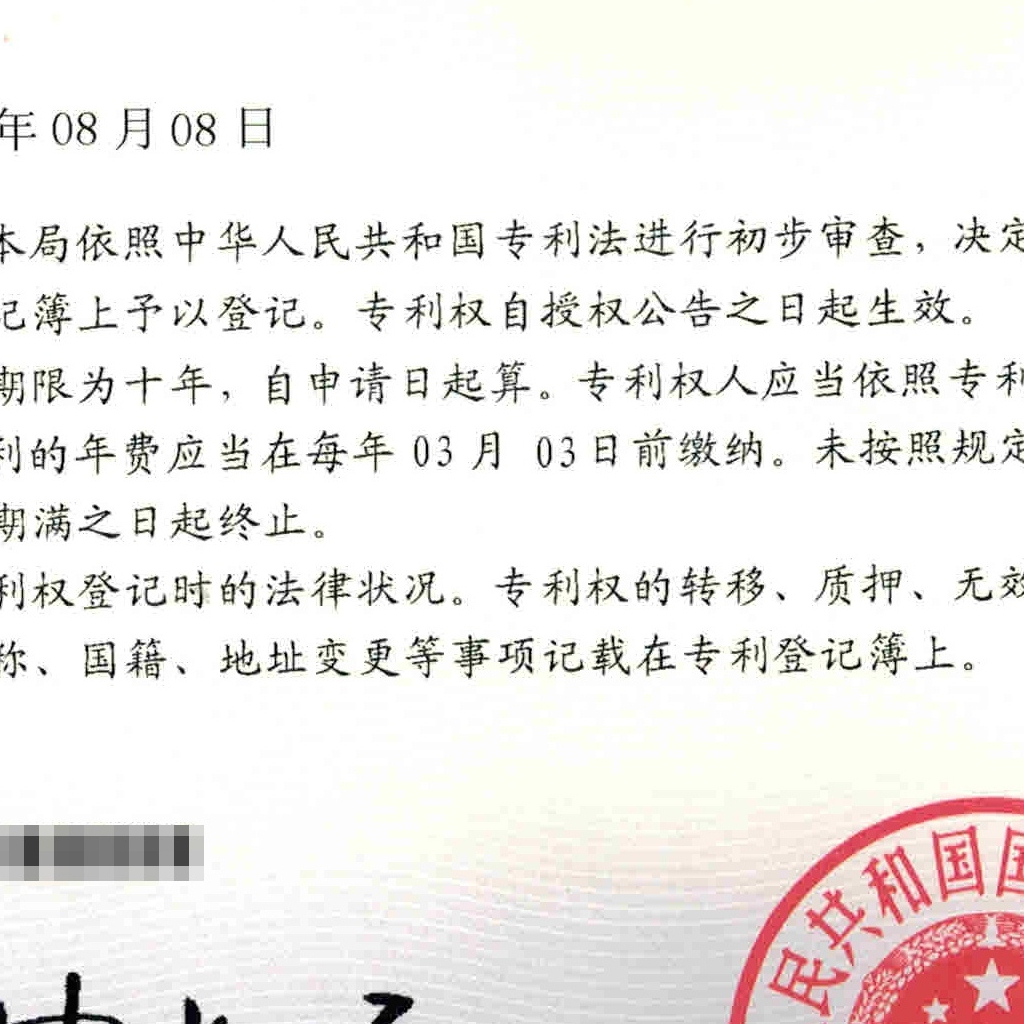 年 08 月 08 日
本局依照中华人民共和国专利法进行初步审查，决定
记簿上予以登记。专利权自授权公告之日起生效。
期限为十年，自申请日起算。专利权人应当依照专利
利的年费应当在每年 03 月 03 日前缴纳。未按照规定
期满之日起终止。
利权登记时的法律状况。专利权的转移、质押、无效
称、国籍、地址变更等事项记载在专利登记簿上。
民共和国国